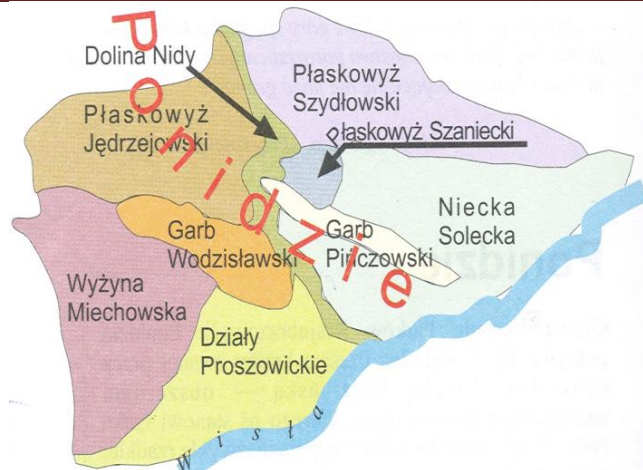 Ponidzie
Dolina Nidy
Płaskowyż
Szydłowski
Płaskowyż
Jędrzejowski
Płaskowyż Szaniecki
Niecka
Solecka
Garb
Wodzisławski
Garb
Pińczowski
Wyżyna
Miechowska
Działy
Proszowickie
Wisła